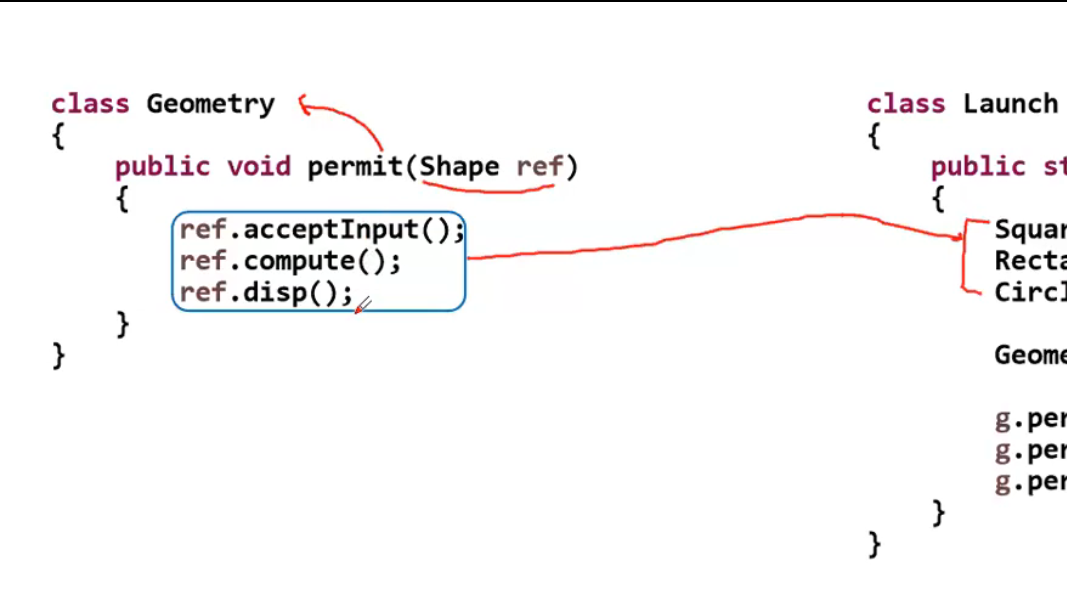 class Geometry
{
public void permit(Shape ref)
{
ref.acceptInput();
ref.compute();
ref.disp();
}
}
class Launch
{
public st
{
Squar
Recta
Circl
Geome
g.per
g.per
g.per
}
}